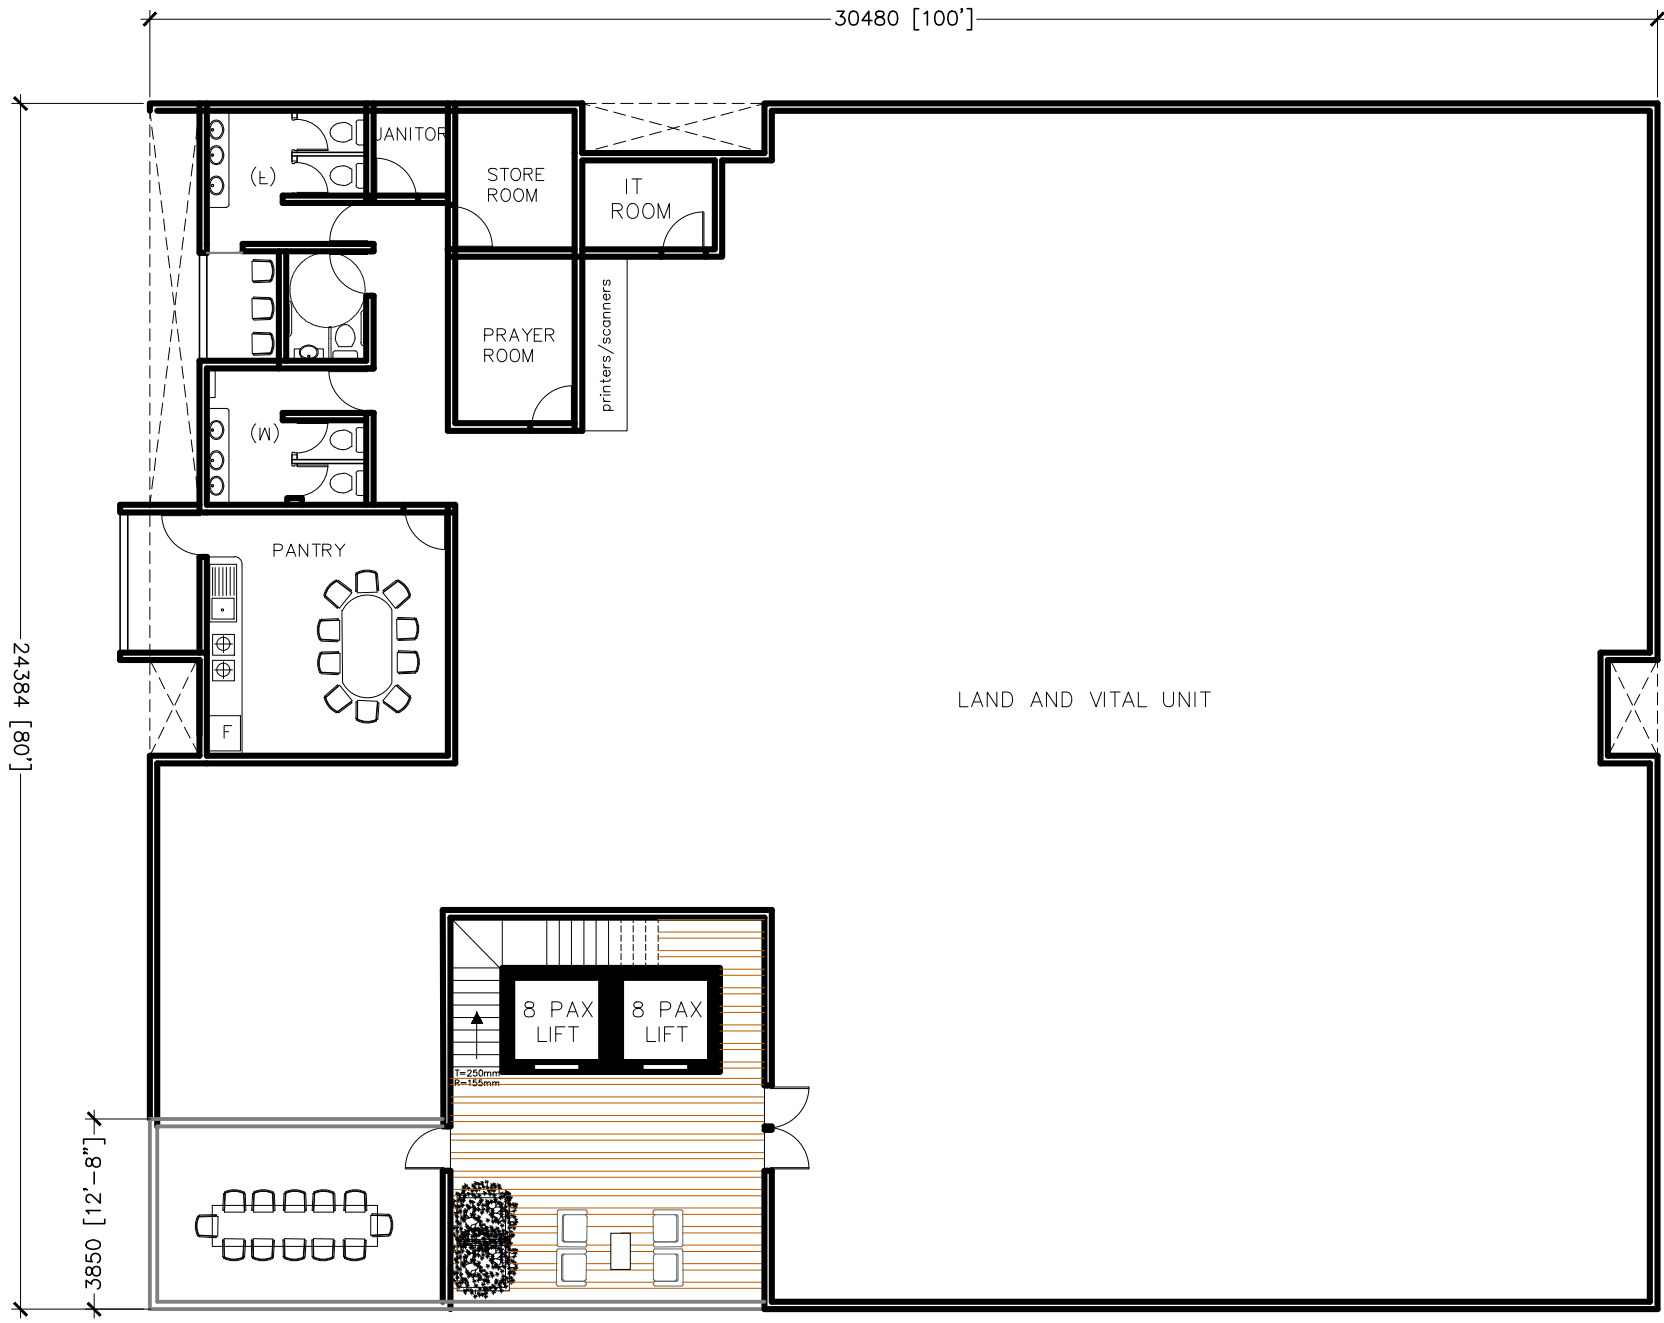 30480 [100']
JANITOR
(F)
STORE
ROOM
IT
ROOM
PRAYER
ROOM
printers/scanners
(M)
PANTRY
24384 [80']
LAND AND VITAL UNIT
F
8 PAX
LIFT
8 PAX
LIFT
T=250mm
R=155mm
3850 [12'-8"]